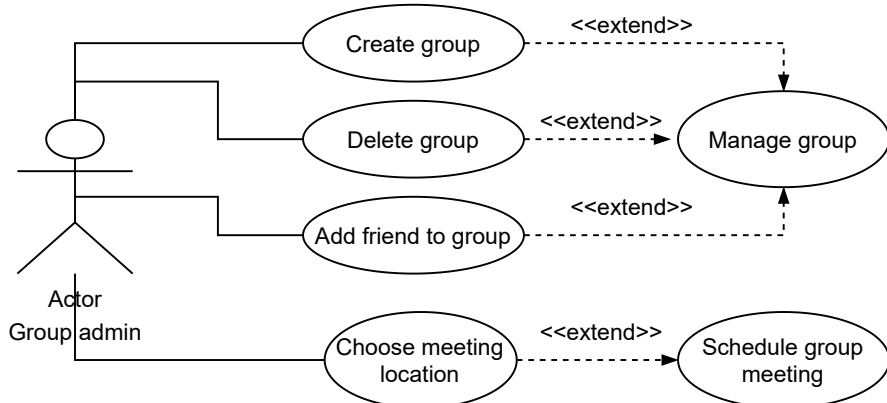 Create group
<<extend>>
Delete group
<<extend>>
Manage group
Add friend to group
<<extend>>
Actor
Group admin
Choose meeting
location
<<extend>>
Schedule group
meeting